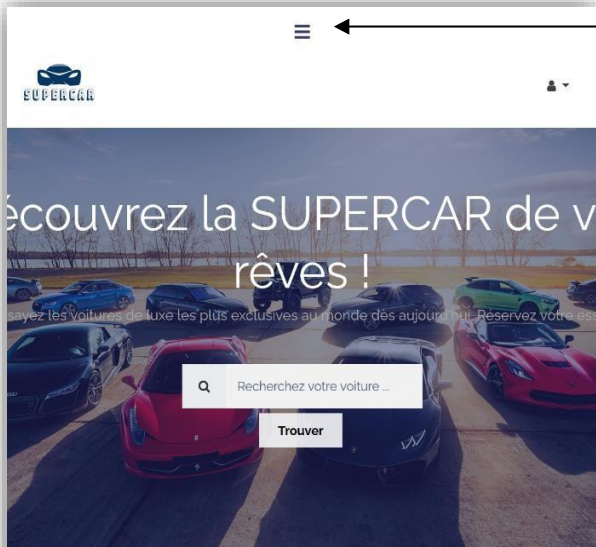 SUPERCAR
écouvrez la SUPERCAR de v
rêves !
sayez les voitures de luxe les plus exclusives au monde dès aujourd'hui. Réservez votre ess
Recherchez votre voiture ...
Trouver